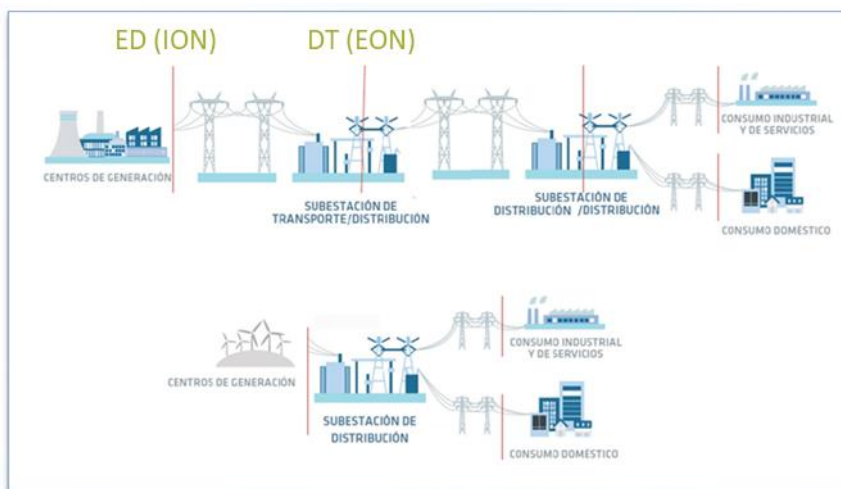 ED (ION)
DT (EON)
CENTROS DE GENERACIÓN
SUBESTACIÓN DE
TRANSPORTE/DISTRIBUCIÓN
SUBESTACIÓN DE
DISTRIBUCIÓN /DISTRIBUCIÓN
CONSUMO INDUSTRIAL
Y DE SERVICIOS
CONSUMO DOMÉSTICO
CENTROS DE GENERACIÓN
SUBESTACIÓN DE
DISTRIBUCIÓN
CONSUMO INDUSTRIAL
Y DE SERVICIOS
CONSUMO DOMÉSTICO